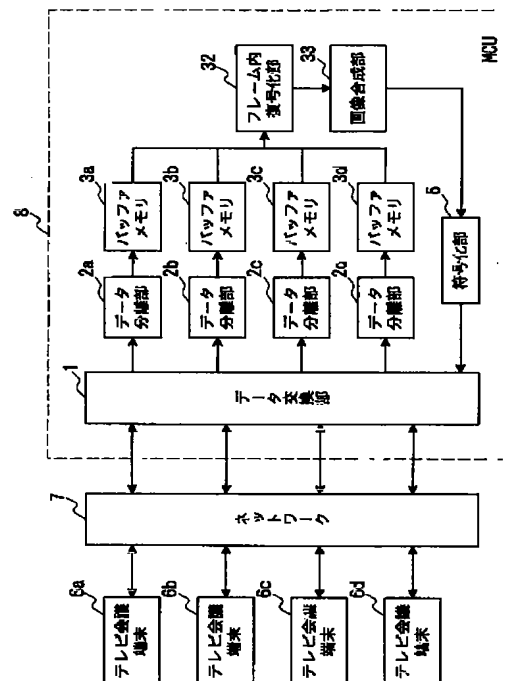 8
MCU
32
フレーム内
復号化部
33
画像合成部
3a
バッファ
メモリ
3b
バッファ
メモリ
3c
バッファ
メモリ
3d
バッファ
メモリ
5
符号化部
2a
データ
分離部
2b
データ
分離部
2c
データ
分離部
2d
データ
分離部
1
データ交換部
7
ネットワーク
6a
テレビ会議
端末
6b
テレビ会議
端末
6c
テレビ会議
端末
6d
テレビ会議
端末